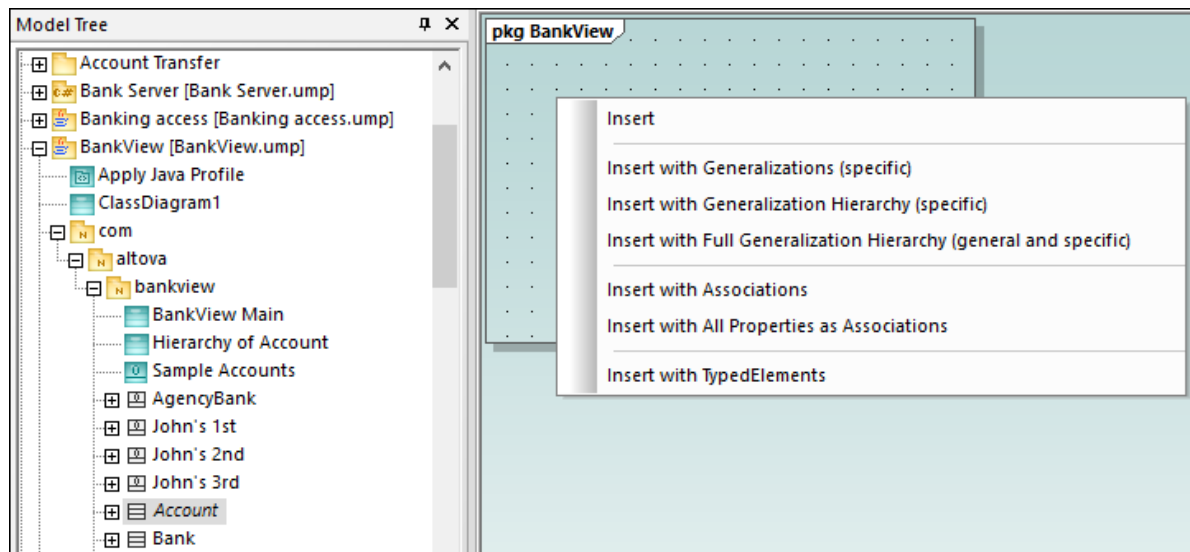 Model Tree
Account Transfer
Bank Server [Bank Server.ump]
Banking access [Banking access.ump]
BankView [BankView.ump]
Apply Java Profile
ClassDiagram1
com
altova
bankview
BankView Main
Hierarchy of Account
Sample Accounts
AgencyBank
John's 1st
John's 2nd
John's 3rd
Account
Bank
pkg BankView
Insert
Insert with Generalizations (specific)
Insert with Generalization Hierarchy (specific)
Insert with Full Generalization Hierarchy (general and specific)
Insert with Associations
Insert with All Properties as Associations
Insert with TypedElements